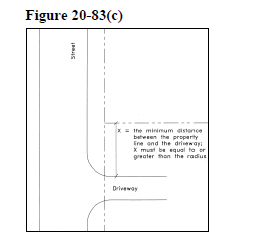 Figure 20-83(c)
Street
X = the minimum distance
between the property
line and the driveway;
X must be equal to or
greater than the radius
Driveway